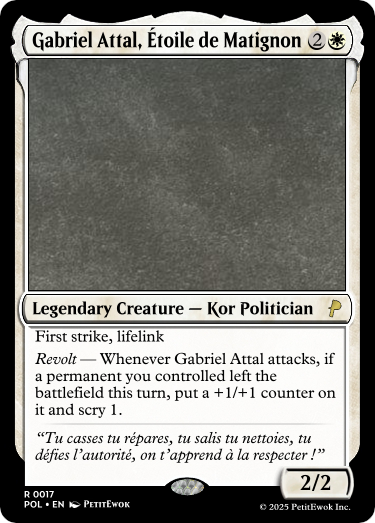 Gabriel Attal, Étoile de Matignon 2
Legendary Creature — Kor Politician P
First strike, lifelink
Revolt — Whenever Gabriel Attal attacks, if
a permanent you controlled left the
battlefield this turn, put a +1/+1 counter on
it and scry 1.
“Tu casses tu répares, tu salis tu nettoies, tu
défies l'autorité, on t'apprend à la respecter !”
2/2
R 0017
POL • EN PetitEwok
© 2025 PetitEwok Inc.